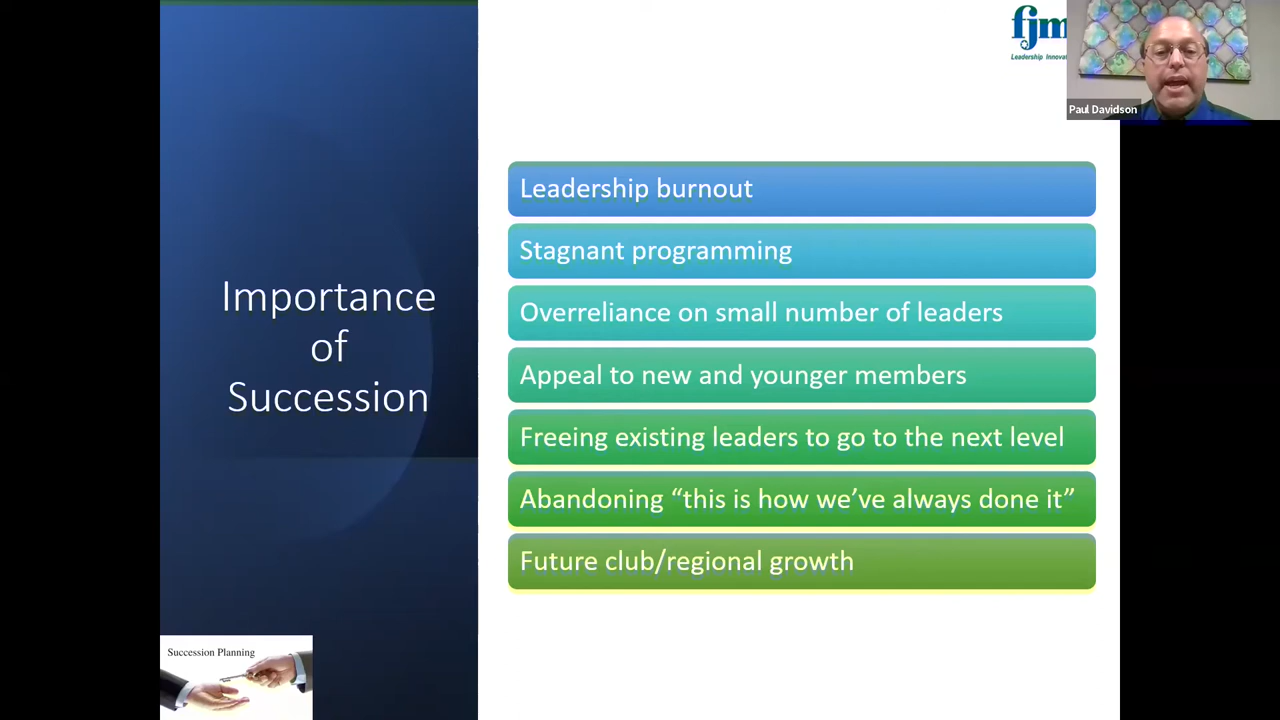 Importance
of
Succession
fjm
Leadership Innova
Paul Davidson
Leadership burnout
Stagnant programming
Overreliance on small number of leaders
Appeal to new and younger members
Freeing existing leaders to go to the next level
Abandoning “this is how we’ve always done it”
Future club/regional growth
Succession Planning